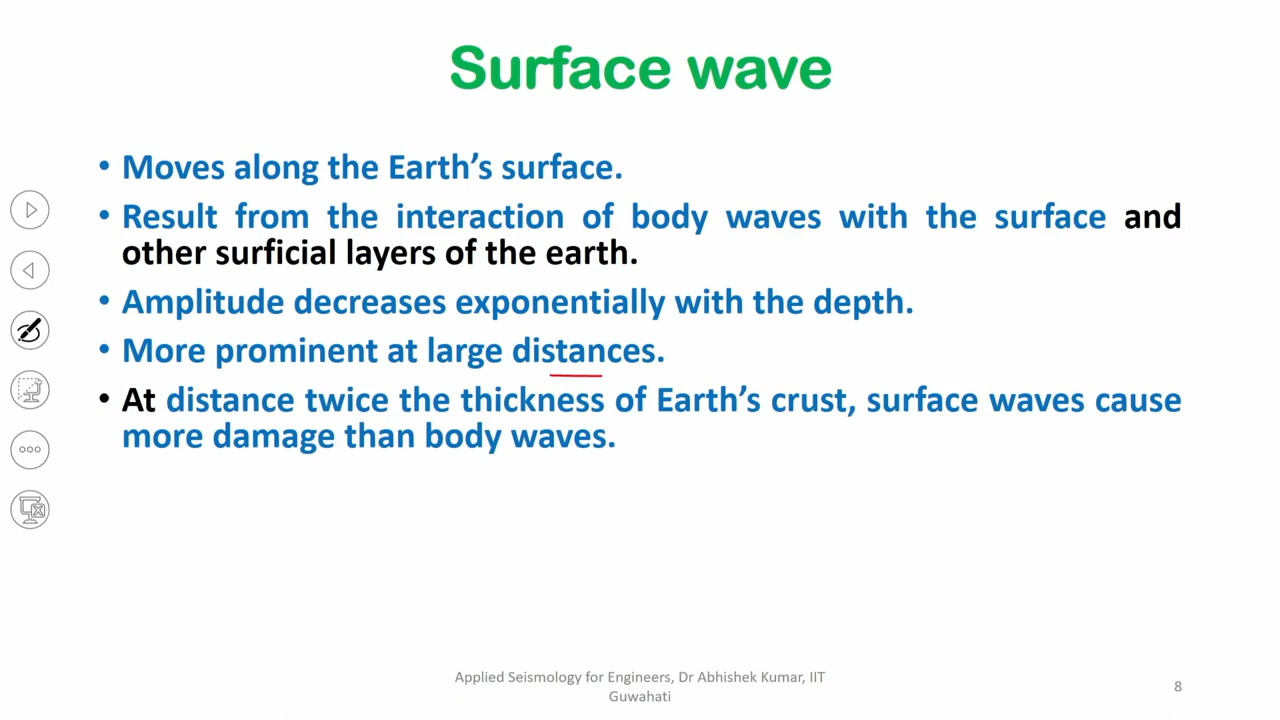 Surface wave
• Moves along the Earth's surface.
• Result from the interaction of body waves with the surface and
other surficial layers of the earth.
• Amplitude decreases exponentially with the depth.
• More prominent at large distances.
• At distance twice the thickness of Earth's crust, surface waves cause
more damage than body waves.
Applied Seismology for Engineers, Dr Abhishek Kumar, IIT
Guwahati
8